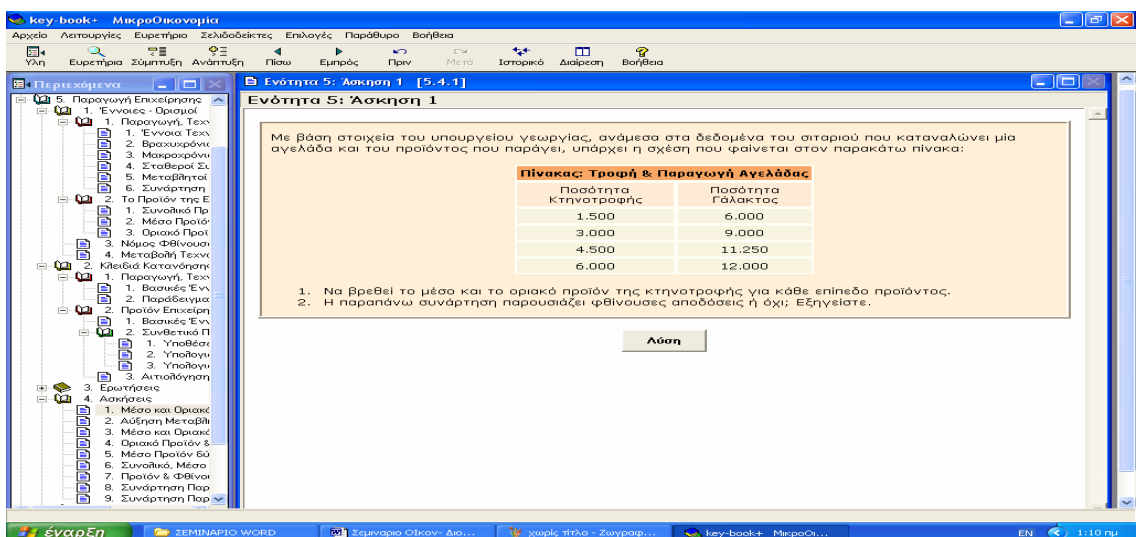 key-book+ ΜικροΟικονομία
Αρχείο Λειτουργίες Ευρετήριο Σελιδοδείκτες Επιλογές Παράθυρο Βοήθεια
Ύλη Ευρετήρια Σύμπτυξη Ανάπτυξη Πίσω Εμπρός Πριν Μετά Ιστορικό Διαίρεση Βοήθεια
Περιεχόμενα
5. Παραγωγή Επιχείρησης
1. Έννοιες - Ορισμοί
1. Παραγωγή, Τεχν
1. Έννοια Τεχν
2. Βραχυχρόνι
3. Μακροχρόνι
4. Σταθεροί Συ
5. Μεταβλητοί
6. Συνάρτηση
2. Το Προϊόν της Ε
1. Συνολικό Πρ
2. Μέσο Προϊό
3. Οριακό Προϊ
3. Νόμος Φθίνουσ
4. Μεταβολή Τεχνο
2. Κλειδιά Κατανόηση
1. Παραγωγή, Τεχν
1. Βασικές Έν
2. Παράδειγμα
2. Προϊόν Επιχείρη
1. Βασικές Έν
2. Συνθετικό Π
1. Υποθέσε
2. Υπολογι
3. Υπολογι
3. Αιτιολόγηση
3. Ερωτήσεις
4. Ασκήσεις
1. Μέσο και Οριακό
2. Αύξηση Μεταβλη
3. Μέσο και Οριακό
4. Οριακό Προϊόν &
5. Μέσο Προϊόν δύ
6. Συνολικό, Μέσο
7. Προϊόν & Φθίνο
8. Συνάρτηση Παρ
9. Συνάρτηση Παρ
Ενότητα 5: Άσκηση 1 [5.4.1]
Ενότητα 5: Άσκηση 1
Με βάση στοιχεία του υπουργείου γεωργίας, ανάμεσα στα δεδομένα του σιταριού που καταναλώνει μία
αγελάδα και του προϊόντος που παράγει, υπάρχει η σχέση που φαίνεται στον παρακάτω πίνακα:
Πίνακας: Τροφή & Παραγωγή Αγελάδας
Ποσότητα Κτηνοτροφής Ποσότητα Γάλακτος
1.500 6.000
3.000 9.000
4.500 11.250
6.000 12.000
1. Να βρεθεί το μέσο και το οριακό προϊόν της κτηνοτροφής για κάθε επίπεδο προϊόντος.
2. Η παραπάνω συνάρτηση παρουσιάζει φθίνουσες αποδόσεις ή όχι; Εξηγείστε.
Λύση
έναρξη ΣΕΜΙΝΑΡΙΟ WORD Σεμιναριο ΟΙκον- Διο... χωρίς τίτλο - Ζωγραφ... key-book+ ΜικροΟι... EN 1:10 πμ